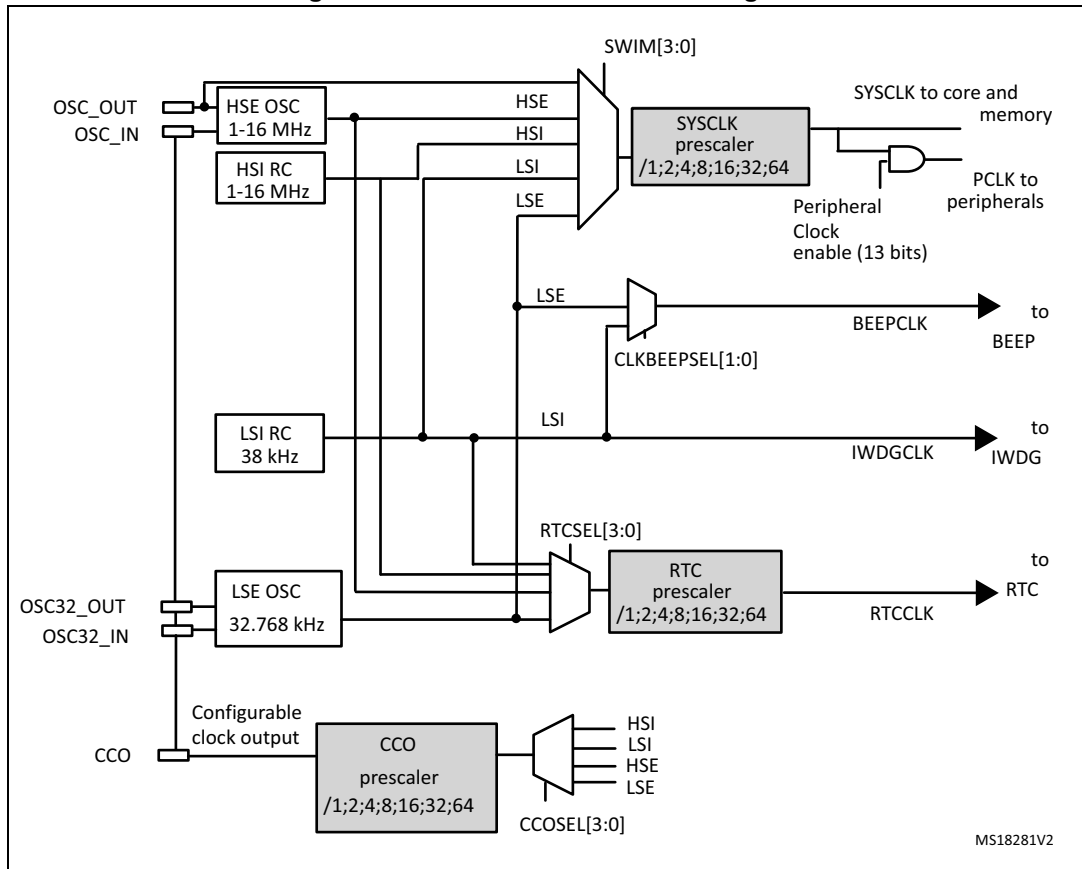 SWIM[3:0]
OSC_OUT
OSC_IN
HSE OSC
1-16 MHz
HSI RC
1-16 MHz
HSE
HSI
LSI
LSE
SYSCLK
prescaler
/1;2;4;8;16;32;64
SYSCLK to core and
memory
PCLK to
peripherals
Peripheral
Clock
enable (13 bits)
LSE
CLKBEEPSEL[1:0]
BEEPCLK
to
BEEP
LSI RC
38 kHz
LSI
IWDGCLK
to
IWDG
RTCSEL[3:0]
OSC32_OUT
OSC32_IN
LSE OSC
32.768 kHz
RTC
prescaler
/1;2;4;8;16;32;64
RTCCLK
to
RTC
CCO
Configurable
clock output
CCO
prescaler
/1;2;4;8;16;32;64
HSI
LSI
HSE
LSE
CCOSEL[3:0]
MS18281V2